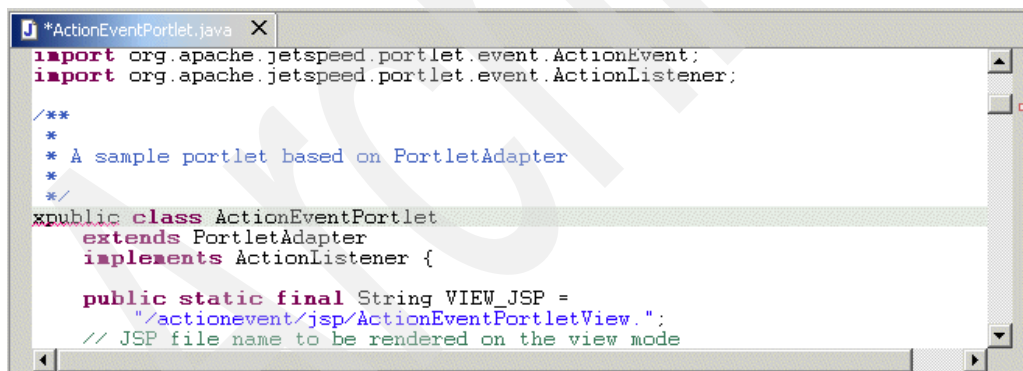 *ActionEventPortlet.java
import org.apache.jetspeed.portlet.event.ActionEvent;
import org.apache.jetspeed.portlet.event.ActionListener;
/**
 *
 * A sample portlet based on PortletAdapter
 *
 */
xpublic class ActionEventPortlet
    extends PortletAdapter
    implements ActionListener {
    public static final String VIEW_JSP =
        "/actionevent/jsp/ActionEventPortletView.";
    // JSP file name to be rendered on the view mode